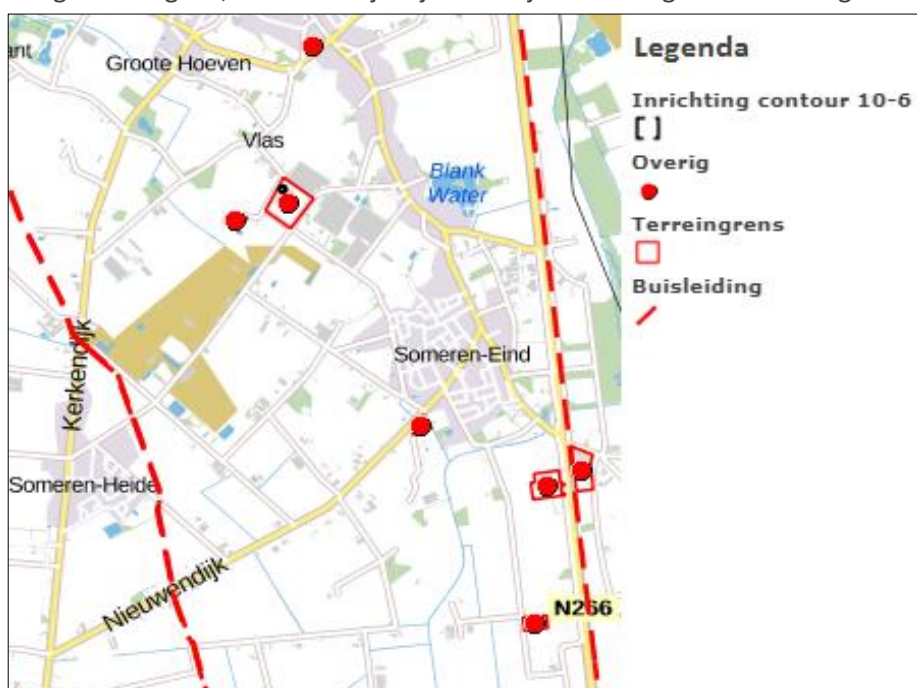 Groote Hoeven
Vlas
Blank
Water
Someren-Eind
Kerkendijk
Someren-Heide
Nieuwendijk
N266
Legenda
Inrichting contour 10-6
[ ]
Overig
Terreingrens
Buisleiding